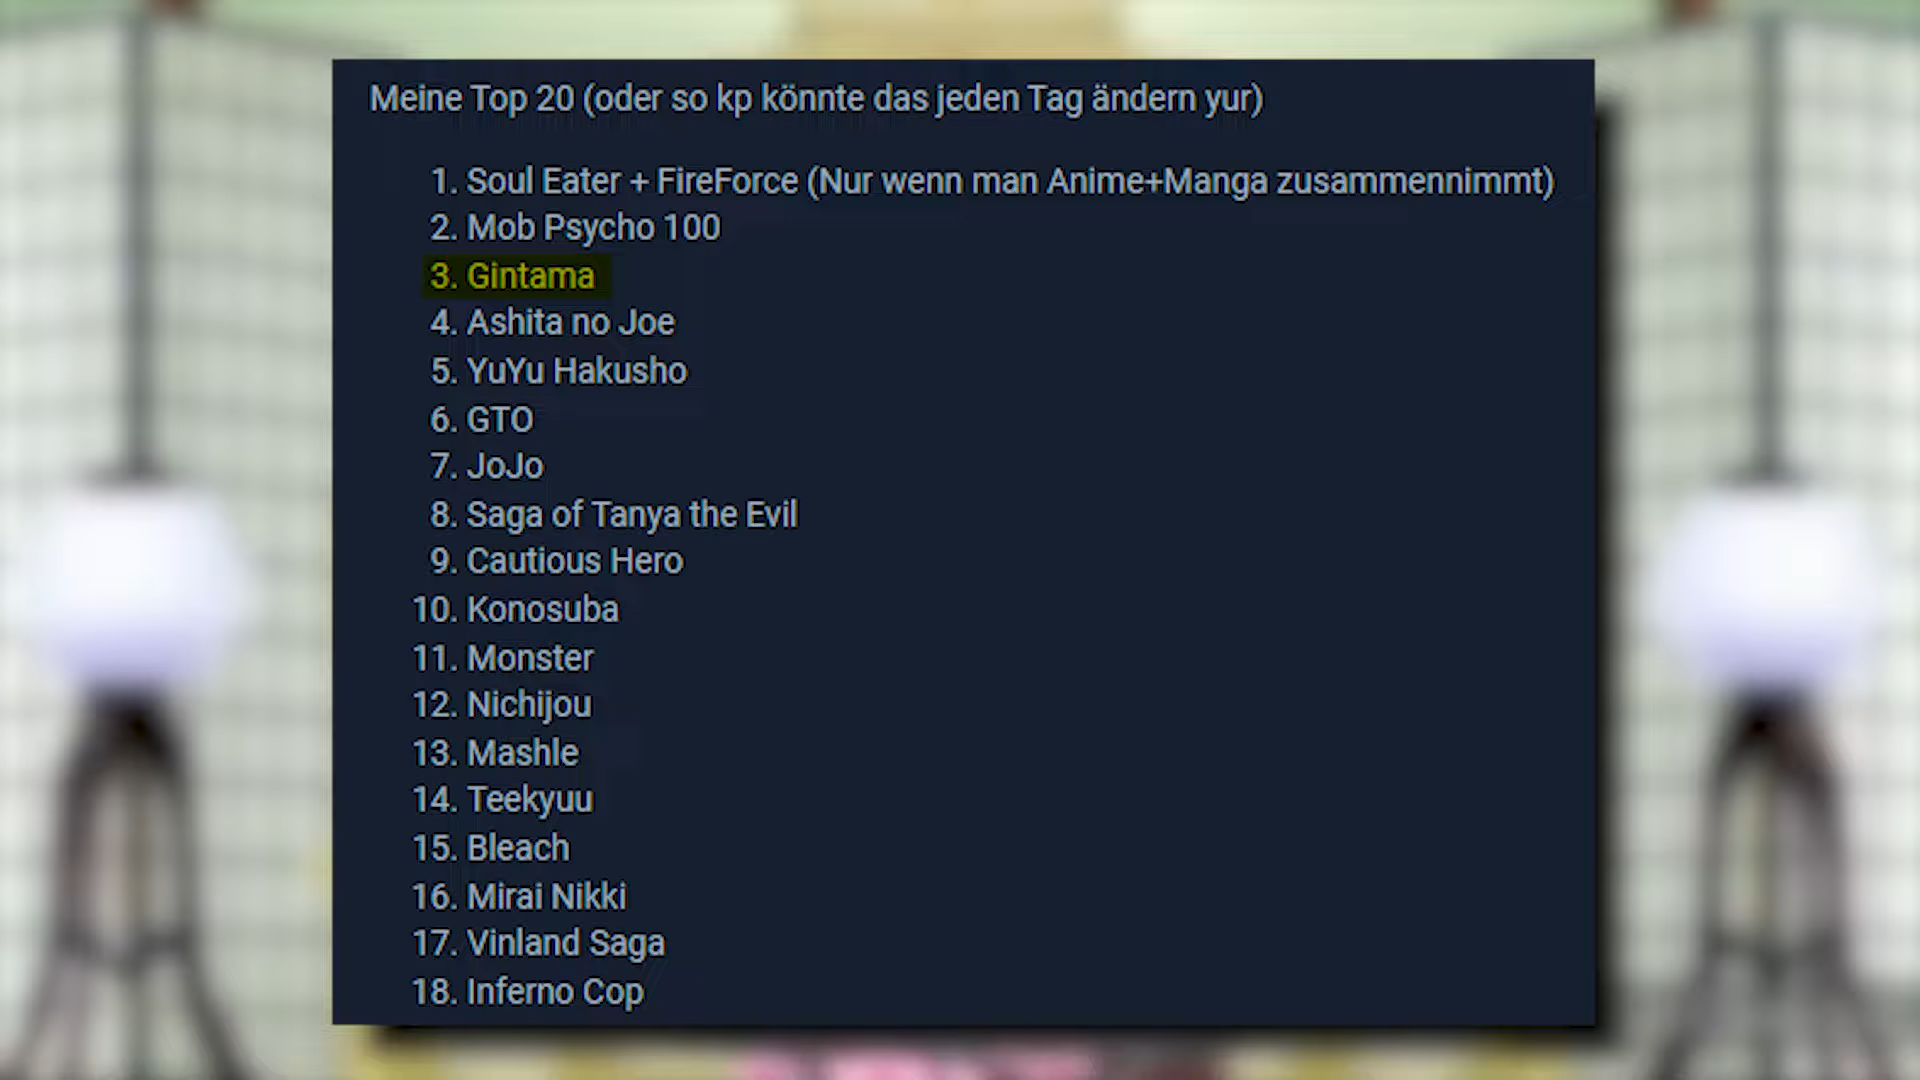 Meine Top 20 (oder so kp könnte das jeden Tag ändern yur)
1. Soul Eater + FireForce (Nur wenn man Anime+Manga zusammennimmt)
2. Mob Psycho 100
3. Gintama
4. Ashita no Joe
5. YuYu Hakusho
6. GTO
7. JoJo
8. Saga of Tanya the Evil
9. Cautious Hero
10. Konosuba
11. Monster
12. Nichijou
13. Mashle
14. Teekyuu
15. Bleach
16. Mirai Nikki
17. Vinland Saga
18. Inferno Cop